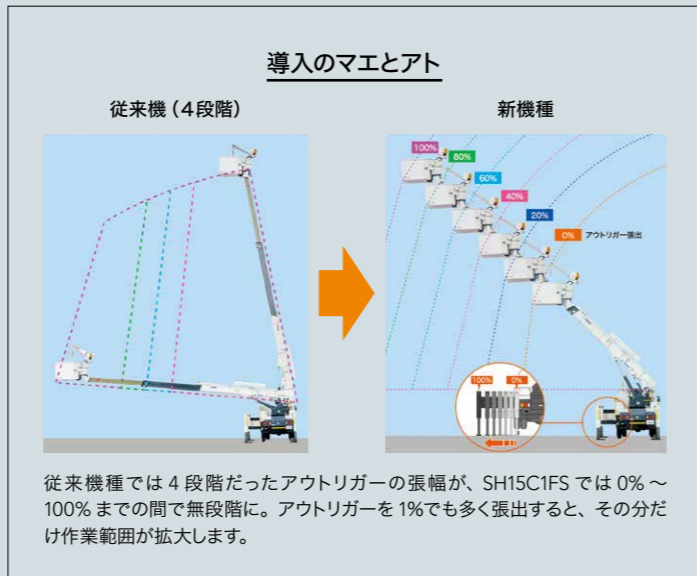 導入のマエとアト
従来機（4段階）
新機種
100%
80%
60%
40%
20%
0%
アウトリガー張出
100%
0%
従来機種では4段階だったアウトリガーの張幅が、SH15C1FSでは0%～
100%までの間で無段階に。アウトリガーを1%でも多く張出すると、その分だ
け作業範囲が拡大します。